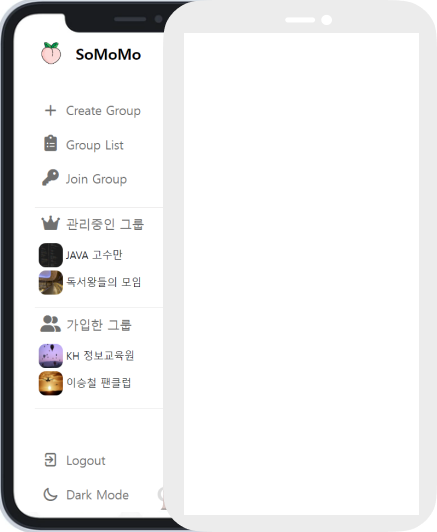 SoMoMo
Create Group
Group List
Join Group
관리중인 그룹
JAVA 고수만
독서왕들의 모임
가입한 그룹
KH 정보교육원
이승철 팬클럽
Logout
Dark Mode